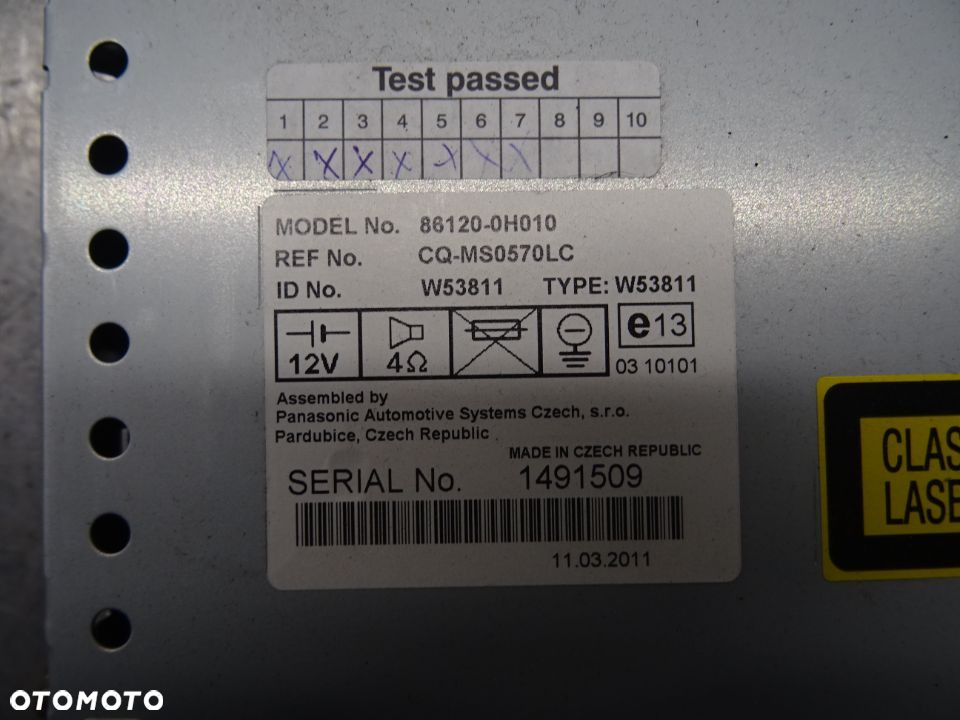 Test passed
1 2 3 4 5 6 7 8 9 10
X X X X X X X
MODEL No. 86120-0H010
REF No. CQ-MS0570LC
ID No. W53811 TYPE: W53811
12V 4Ω e13
03 10101
Assembled by
Panasonic Automotive Systems Czech, s.r.o.
Pardubice, Czech Republic
MADE IN CZECH REPUBLIC
SERIAL No. 1491509
11.03.2011
CLAS
LASE
OTOMOTO